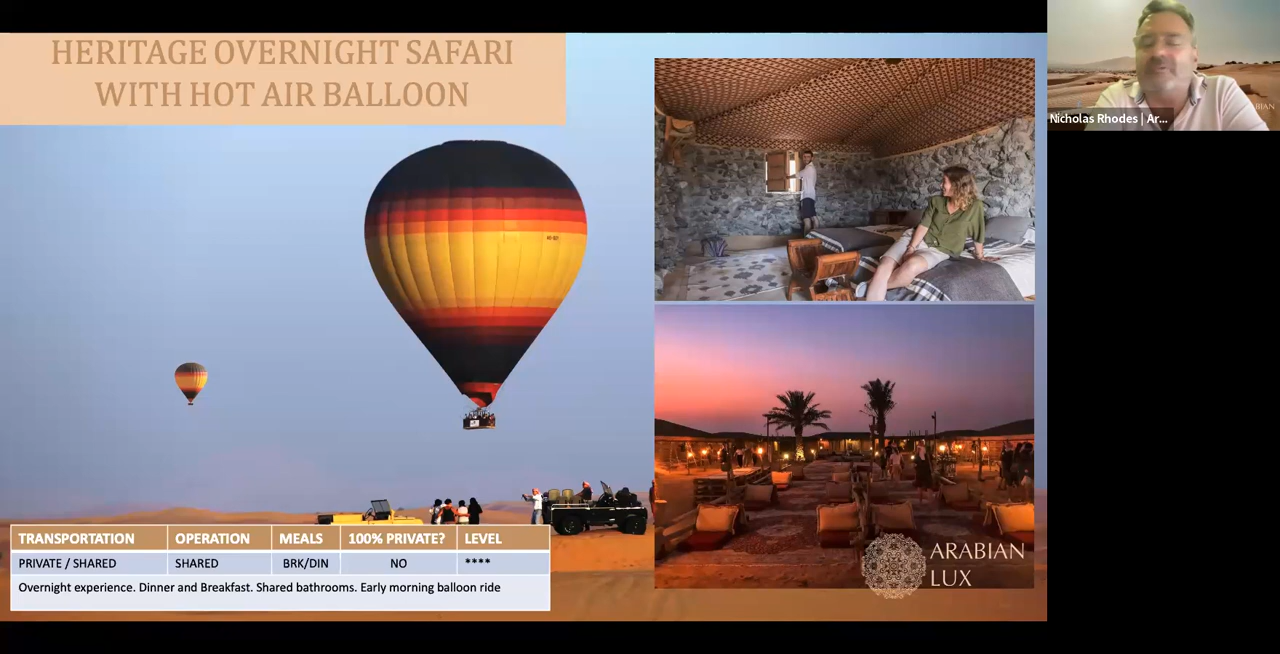 HERITAGE OVERNIGHT SAFARI
WITH HOT AIR BALLOON
Nicholas Rhodes | Ar...
TRANSPORTATION OPERATION MEALS 100% PRIVATE? LEVEL
PRIVATE / SHARED SHARED BRK/DIN NO ****
Overnight experience. Dinner and Breakfast. Shared bathrooms. Early morning balloon ride
ARABIAN
LUX